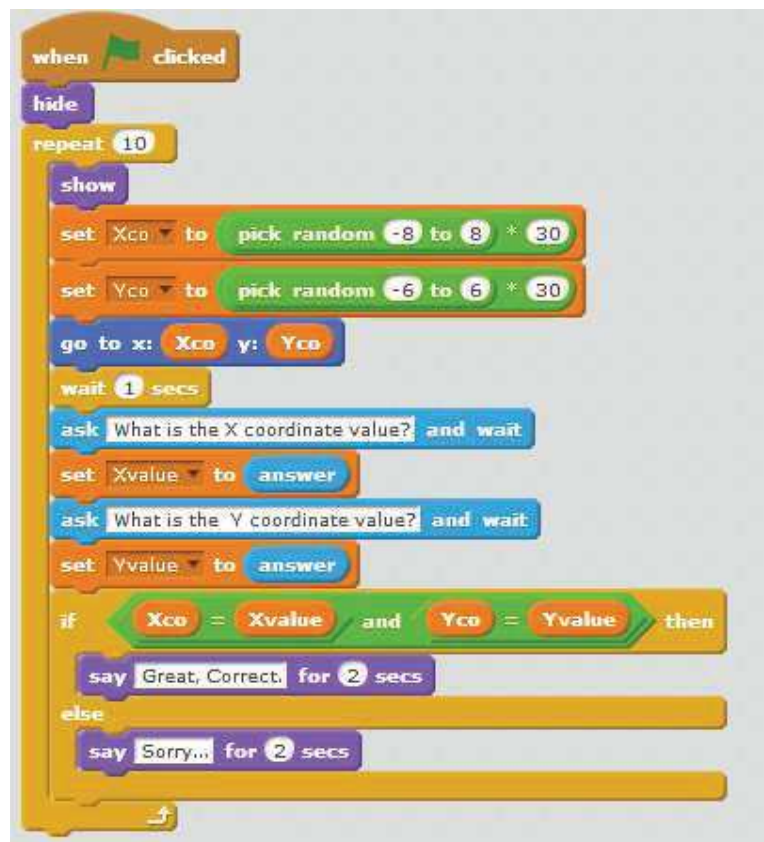 when clicked
hide
repeat 10
show
set Xco to pick random -8 to 8 * 30
set Yco to pick random -6 to 6 * 30
go to x: Xco y: Yco
wait 1 secs
ask What is the X coordinate value? and wait
set Xvalue to answer
ask What is the Y coordinate value? and wait
set Yvalue to answer
if Xco = Xvalue and Yco = Yvalue then
say Great, Correct. for 2 secs
else
say Sorry... for 2 secs